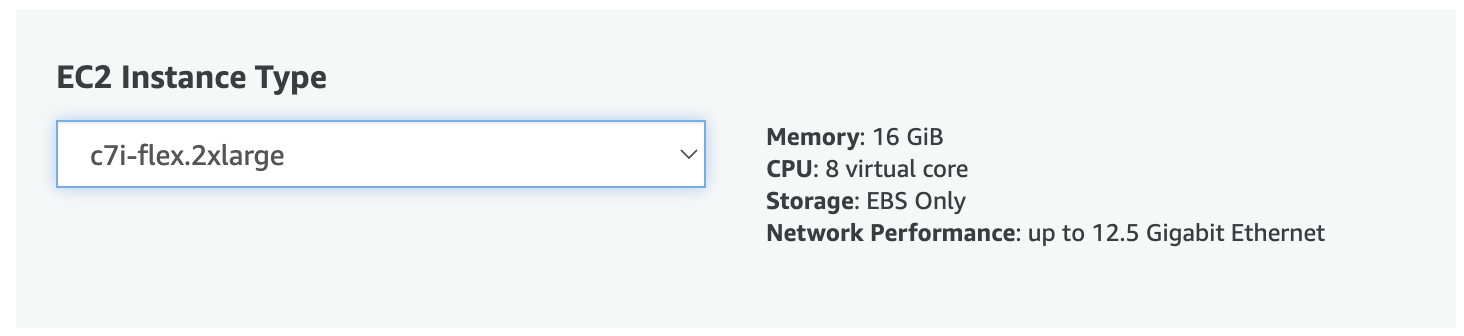 EC2 Instance Type
c7i-flex.2xlarge
Memory: 16 GiB
CPU: 8 virtual core
Storage: EBS Only
Network Performance: up to 12.5 Gigabit Ethernet